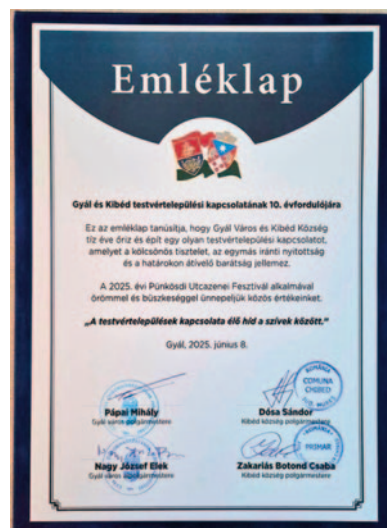 Emléklap
Gyál és Kibéd testvértelepülési kapcsolatának 10. évfordulójára
Ez az emléklap tanúsítja, hogy Gyál Város és Kibéd Község
tíz éve őriz és épít egy olyan testvértelepülési kapcsolatot,
amelyet a kölcsönös tisztelet, az egymás iránti nyitottság
és a határokon átívelő barátság jellemez.
A 2025. évi Pünkösdi Utcazenei Fesztivál alkalmával
örömmel és büszkeséggel ünnepeljük közös értékeinket.
„A testvértelepülések kapcsolata élő híd a szívek között."
Gyál, 2025. június 8.
Pápai Mihály
Gyál város polgármestere
Dósa Sándor
Kibéd község polgármestere
ROMÂNIA
COMUNA
CHIBED
Nagy József Elek
Gyál város alpolgármestere
Zakariás Botond Csaba
Kibéd község alpolgármestere
PRIMAR